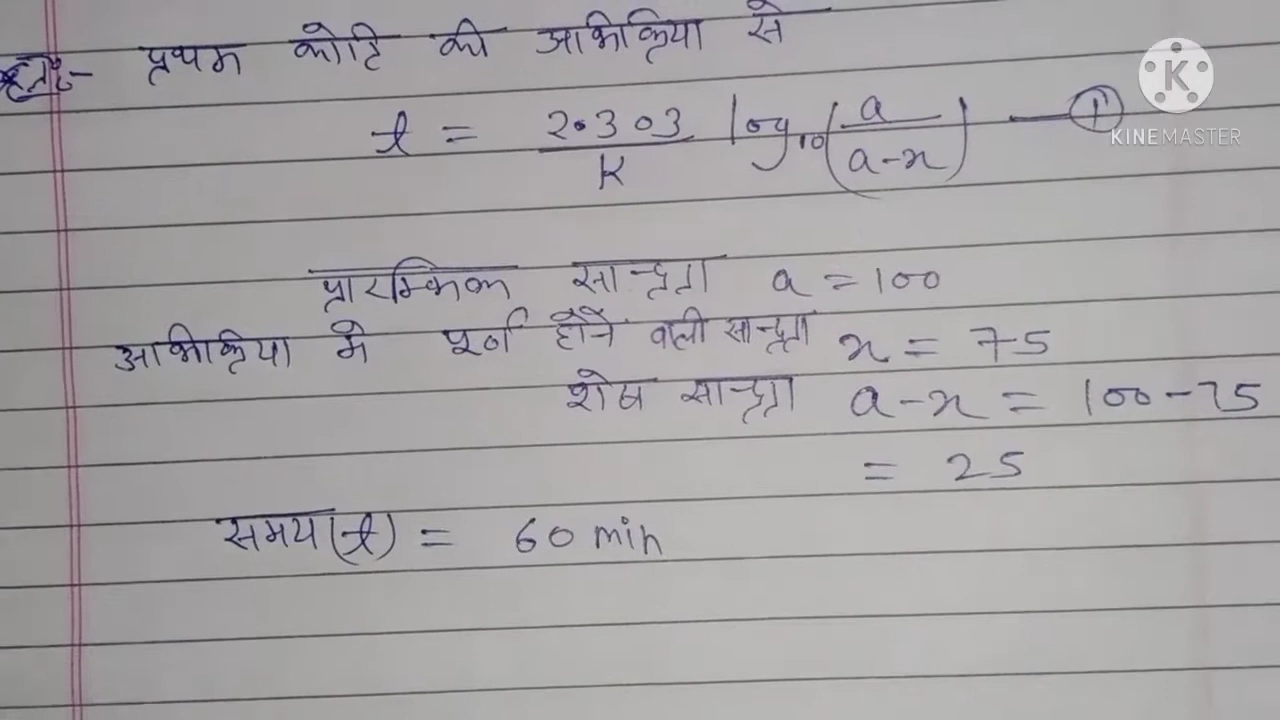 हल:- प्रथम कोटि की अभिक्रिया से
t = 2.303/K log₁₀(a/a-x) — ①
KINEMASTER
प्रारम्भिक सान्द्रता a = 100
अभिक्रिया मे पूर्ण होने वाली सान्द्रता x = 75
शेष सान्द्रता a-x = 100-75
= 25
समय(t) = 60 min